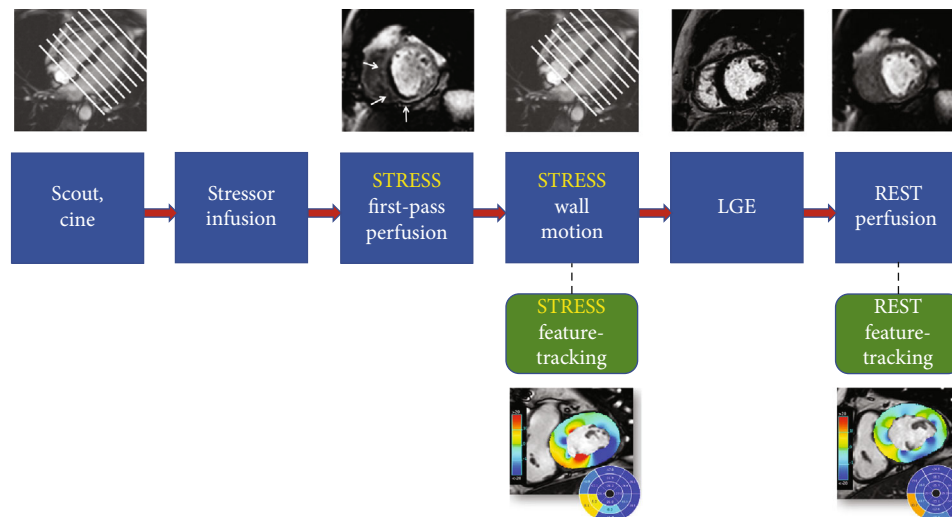 Scout,
cine
Stressor
infusion
STRESS
first-pass
perfusion
STRESS
wall
motion
LGE
REST
perfusion
STRESS
feature-
tracking
REST
feature-
tracking